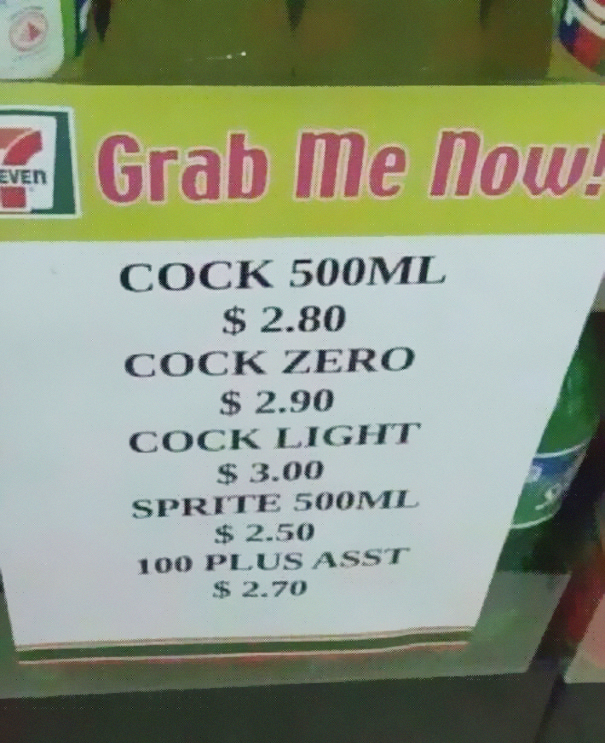 EVEn
Grab Me Now!
COCK 500ML
$ 2.80
COCK ZERO
$ 2.90
COCK LIGHT
$ 3.00
SPRITE 500ML
$ 2.50
100 PLUS ASST
$ 2.70